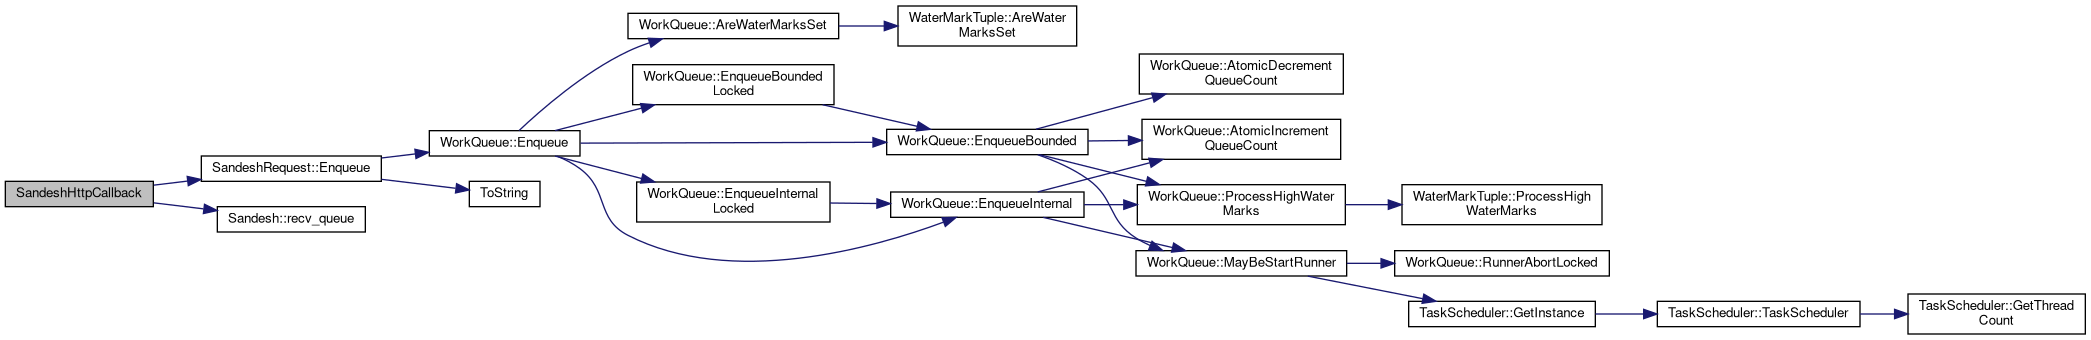 SandeshHttpCallback
SandeshRequest::Enqueue
Sandesh::recv_queue
WorkQueue::Enqueue
ToString
WorkQueue::AreWaterMarksSet
WorkQueue::EnqueueBounded
Locked
WorkQueue::EnqueueInternal
Locked
WaterMarkTuple::AreWater
MarksSet
WorkQueue::EnqueueBounded
WorkQueue::EnqueueInternal
WorkQueue::AtomicDecrement
QueueCount
WorkQueue::AtomicIncrement
QueueCount
WorkQueue::ProcessHighWater
Marks
WorkQueue::MayBeStartRunner
WaterMarkTuple::ProcessHigh
WaterMarks
WorkQueue::RunnerAbortLocked
TaskScheduler::GetInstance
TaskScheduler::TaskScheduler
TaskScheduler::GetThread
Count